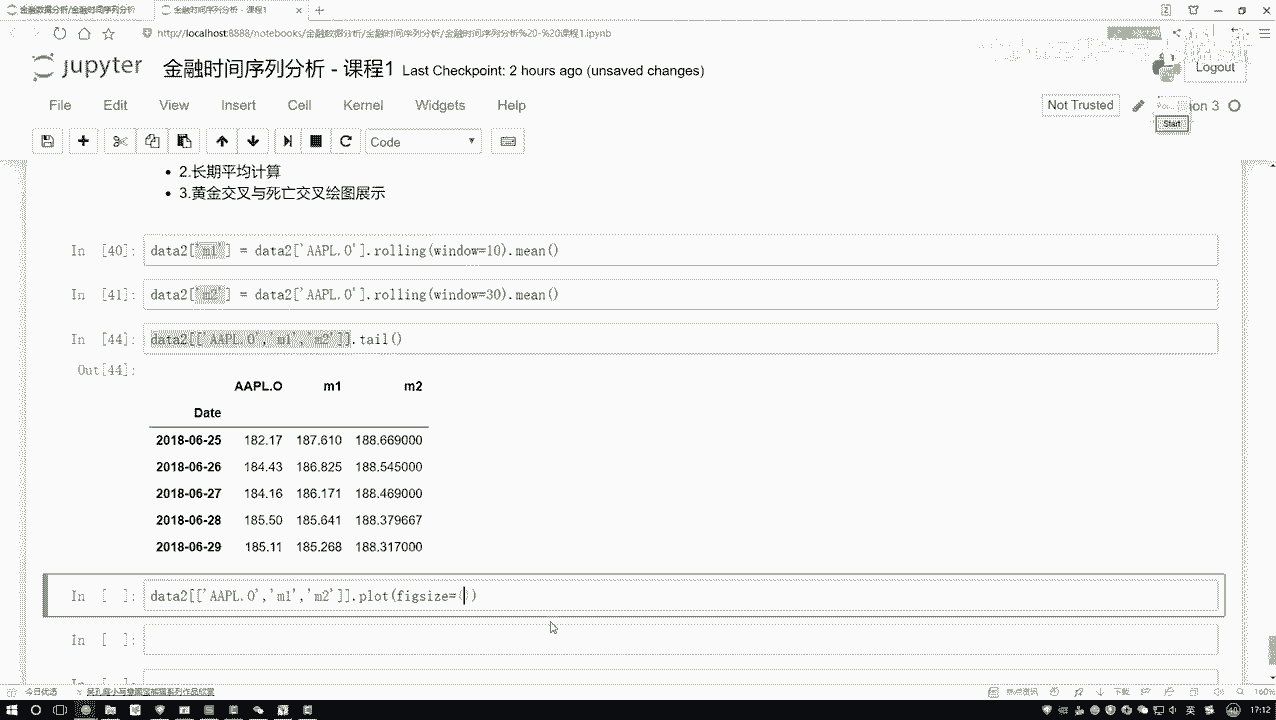 金融数据分析/金融时间序列分析
金融时间序列分析 - 课程1
http://localhost:8888/notebooks/金融数据分析/金融时间序列分析/金融时间序列分析%20-%20课程1.ipynb
jupyter 金融时间序列分析 - 课程1 Last Checkpoint: 2 hours ago (unsaved changes)
Logout
File Edit View Insert Cell Kernel Widgets Help
Not Trusted
3
Start
Code
2.长期平均计算
3.黄金交叉与死亡交叉绘图展示
In [40]: data2['m1'] = data2['AAPL.O'].rolling(window=10).mean()
In [41]: data2['m2'] = data2['AAPL.O'].rolling(window=30).mean()
In [44]: data2[['AAPL.O','m1','m2']].tail()
Out[44]:
AAPL.O m1 m2
Date
2018-06-25 182.17 187.610 188.669000
2018-06-26 184.43 186.825 188.545000
2018-06-27 184.16 186.171 188.469000
2018-06-28 185.50 185.641 188.379667
2018-06-29 185.11 185.268 188.317000
In [ ]: data2[['AAPL.O','m1','m2']].plot(figsize=())
In [ ]:
今日优选
下载
160%
英
17:12